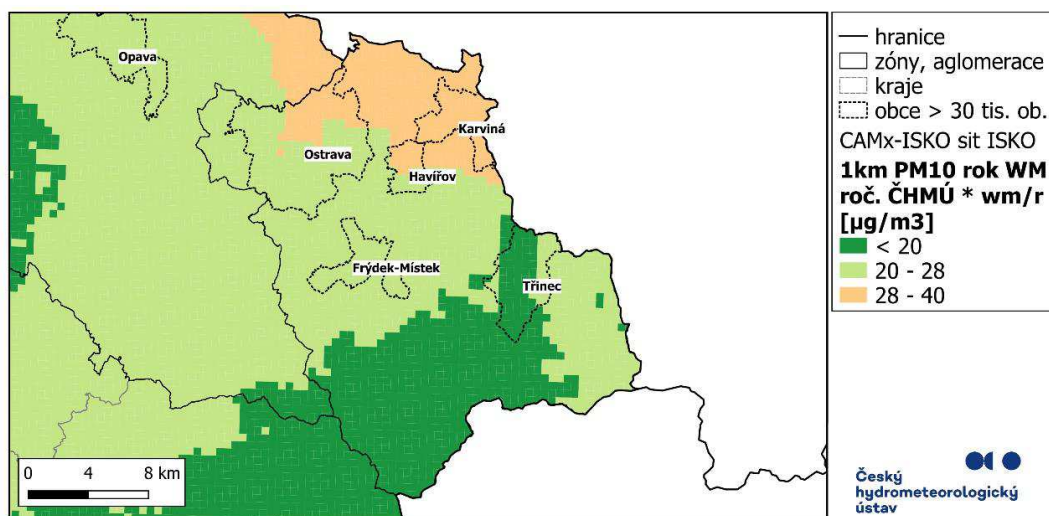 Opava
Ostrava
Karviná
Havířov
Frýdek-Místek
Třinec
0 4 8 km
hranice
zóny, aglomerace
kraje
obce > 30 tis. ob.
CAMx-ISKO sit ISKO
1km PM10 rok WM
roč. ČHMÚ * wm/r
[µg/m3]
< 20
20 - 28
28 - 40
Český
hydrometeorologický
ústav